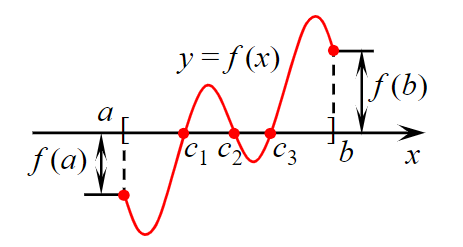 y = f(x)
f(b)
a [
] b
f(a)
c₁ c₂ c₃
x